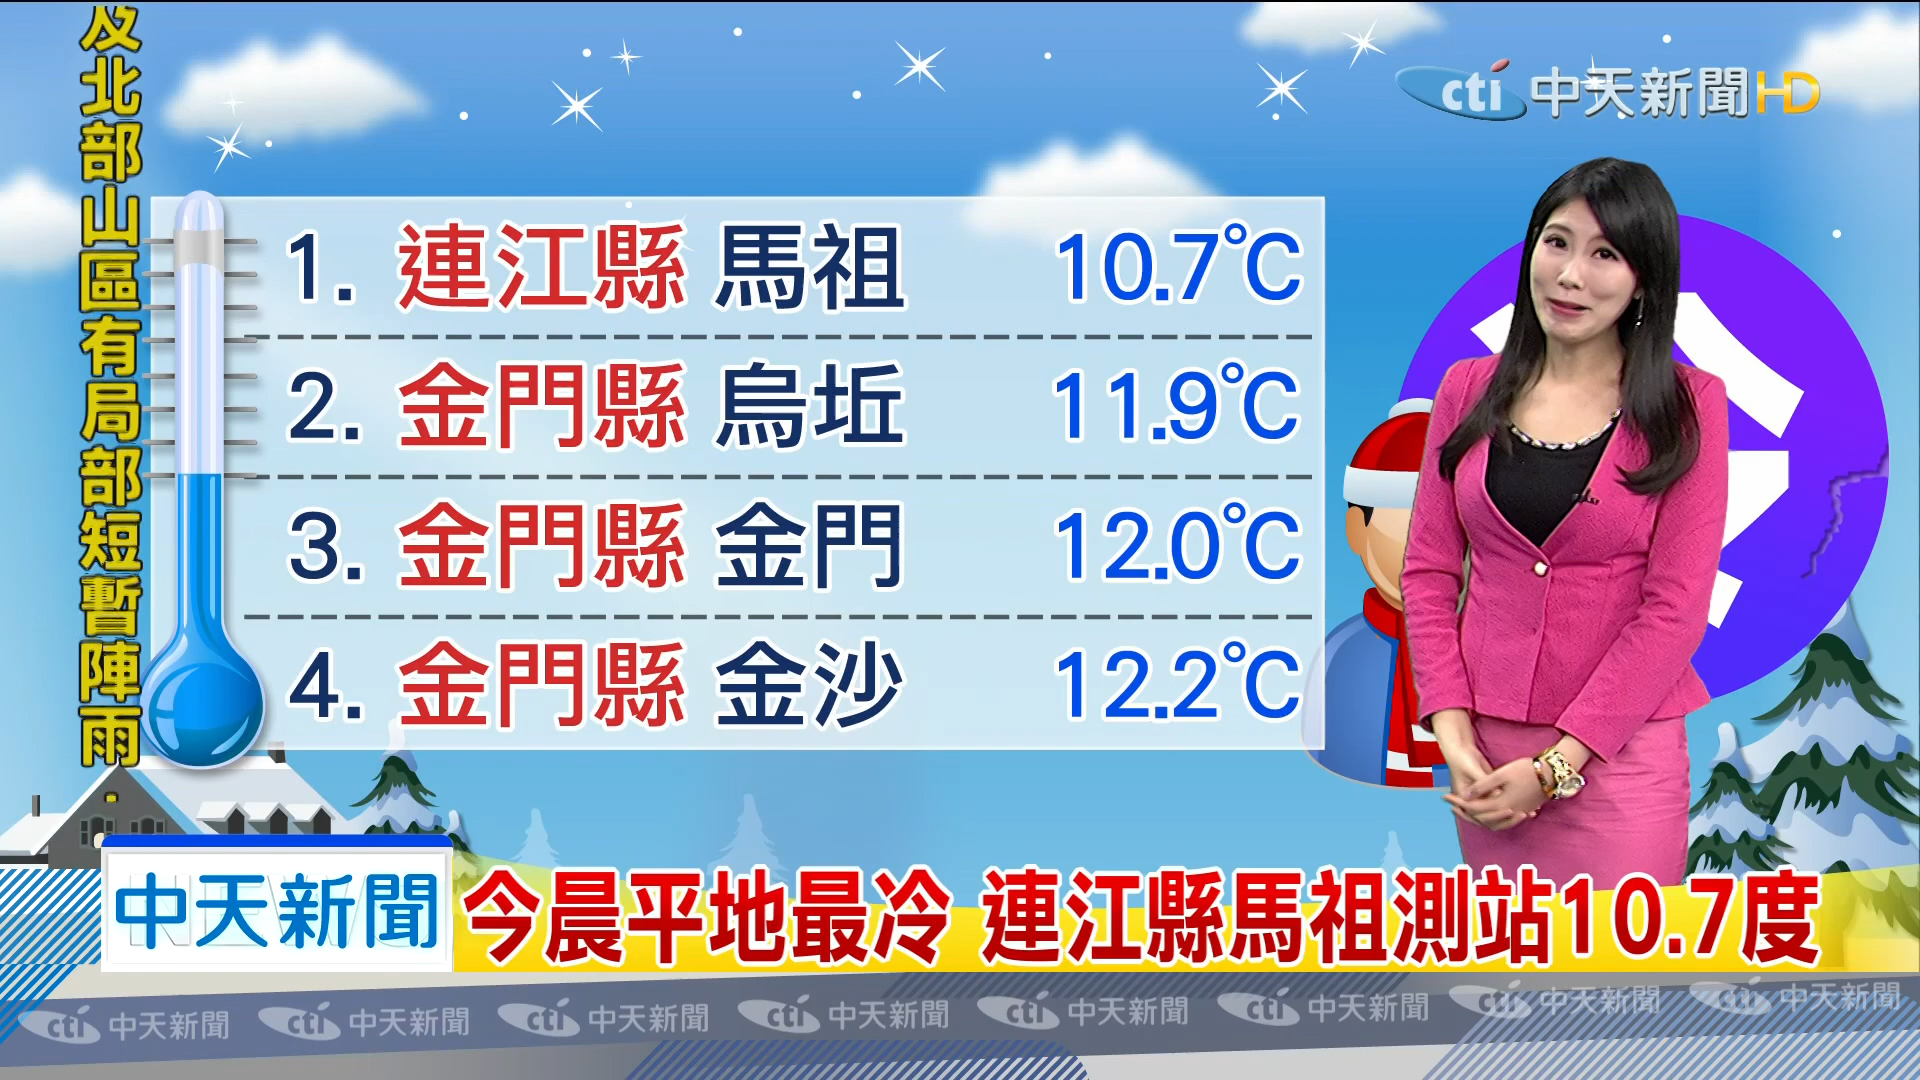 及北部山區有局部短暫陣雨
cti 中天新聞HD
1. 連江縣 馬祖 10.7°C
2. 金門縣 烏坵 11.9°C
3. 金門縣 金門 12.0°C
4. 金門縣 金沙 12.2°C
中天新聞
今晨平地最冷 連江縣馬祖測站10.7度
cti 中天新聞 cti 中天新聞 cti 中天新聞 cti 中天新聞 cti 中天新聞 cti 中天新聞 cti 中天新聞 cti 中天新聞